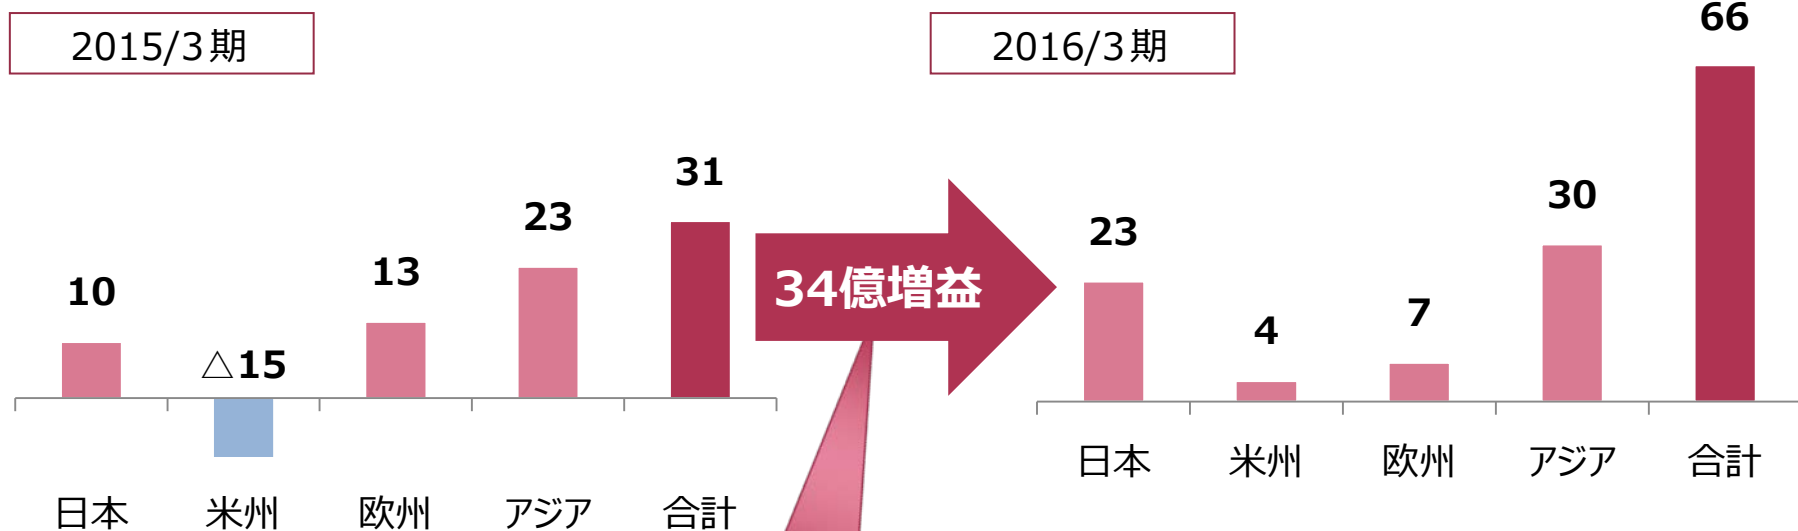 2015/3期
10
△15
13
23
31
日本
米州
欧州
アジア
合計
34億増益
2016/3期
23
4
7
30
66
日本
米州
欧州
アジア
合計